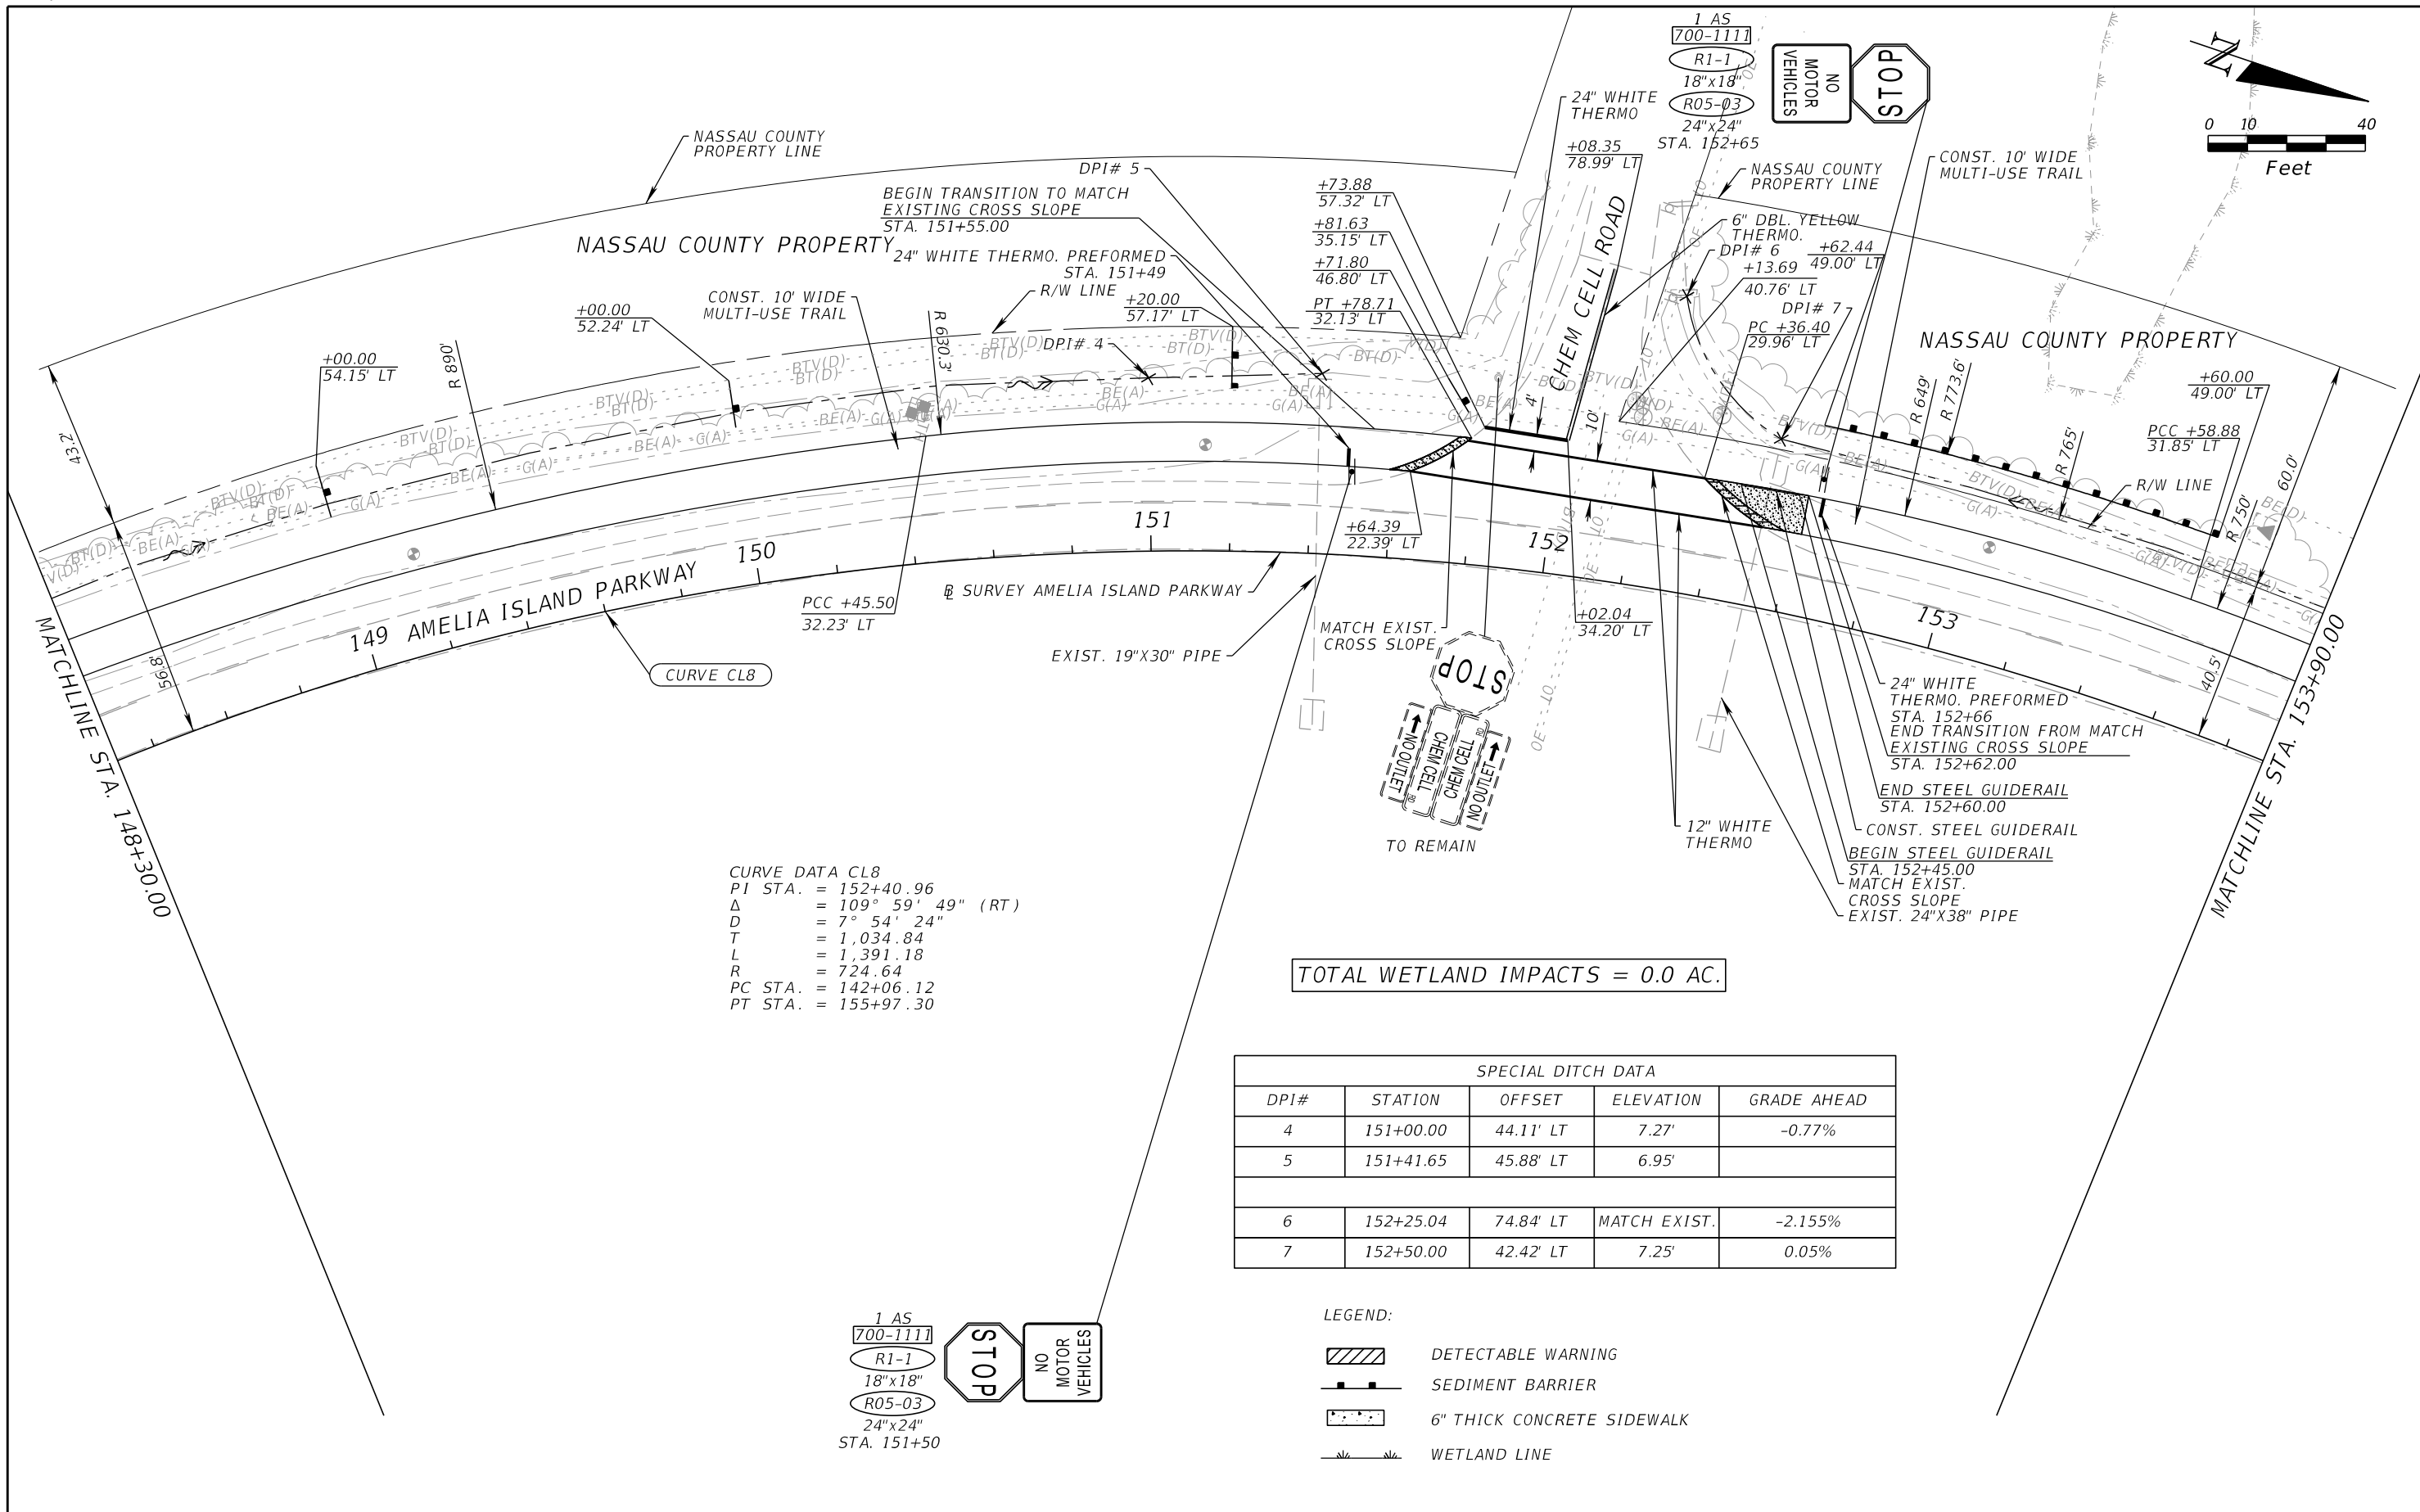 1 AS
700-1111
R1-1
18"x18"
R05-03
24"x24"
STA. 152+65
NO
MOTOR
VEHICLES
STOP
N
0 10 40
Feet
NASSAU COUNTY
PROPERTY LINE
DPI# 5
BEGIN TRANSITION TO MATCH
EXISTING CROSS SLOPE
STA. 151+55.00
NASSAU COUNTY PROPERTY
24" WHITE THERMO. PREFORMED
STA. 151+49
R/W LINE
CONST. 10' WIDE
MULTI-USE TRAIL
+20.00
57.17' LT
+00.00
52.24' LT
+00.00
54.15' LT
R 890'
R 630.3'
DPI# 4
+73.88
57.32' LT
+81.63
35.15' LT
+71.80
46.80' LT
PT +78.71
32.13' LT
24" WHITE
THERMO
+08.35
78.99' LT
CHEM CELL ROAD
NASSAU COUNTY
PROPERTY LINE
6" DBL. YELLOW
THERMO.
DPI# 6
+62.44
49.00' LT
+13.69
40.76' LT
DPI# 7
PC +36.40
29.96' LT
CONST. 10' WIDE
MULTI-USE TRAIL
NASSAU COUNTY PROPERTY
R 649'
R 773.6'
+60.00
49.00' LT
PCC +58.88
31.85' LT
R 765'
R/W LINE
R 750'
60.0'
40.5'
43.2'
56.8'
4'
10'
BTV(D)
BT(D)
BE(A)
G(A)
BE(D)
OE
OT
149 AMELIA ISLAND PARKWAY
150
151
152
153
PCC +45.50
32.23' LT
BL SURVEY AMELIA ISLAND PARKWAY
CURVE CL8
EXIST. 19"X30" PIPE
+64.39
22.39' LT
MATCH EXIST.
CROSS SLOPE
+02.04
34.20' LT
STOP
NO OUTLET
CHEM CELL RD
CHEM CELL RD
NO OUTLET
TO REMAIN
12" WHITE
THERMO
24" WHITE
THERMO. PREFORMED
STA. 152+66
END TRANSITION FROM MATCH
EXISTING CROSS SLOPE
STA. 152+62.00
END STEEL GUIDERAIL
STA. 152+60.00
CONST. STEEL GUIDERAIL
BEGIN STEEL GUIDERAIL
STA. 152+45.00
MATCH EXIST.
CROSS SLOPE
EXIST. 24"X38" PIPE
MATCHLINE STA. 148+30.00
MATCHLINE STA. 153+90.00
CURVE DATA CL8
PI STA. = 152+40.96
Δ = 109° 59' 49" (RT)
D = 7° 54' 24"
T = 1,034.84
L = 1,391.18
R = 724.64
PC STA. = 142+06.12
PT STA. = 155+97.30
TOTAL WETLAND IMPACTS = 0.0 AC.
SPECIAL DITCH DATA
DPI# STATION OFFSET ELEVATION GRADE AHEAD
4 151+00.00 44.11' LT 7.27' -0.77%
5 151+41.65 45.88' LT 6.95'
6 152+25.04 74.84' LT MATCH EXIST. -2.155%
7 152+50.00 42.42' LT 7.25' 0.05%
1 AS
700-1111
R1-1
18"x18"
R05-03
24"x24"
STA. 151+50
STOP
NO
MOTOR
VEHICLES
LEGEND:
DETECTABLE WARNING
SEDIMENT BARRIER
6" THICK CONCRETE SIDEWALK
WETLAND LINE